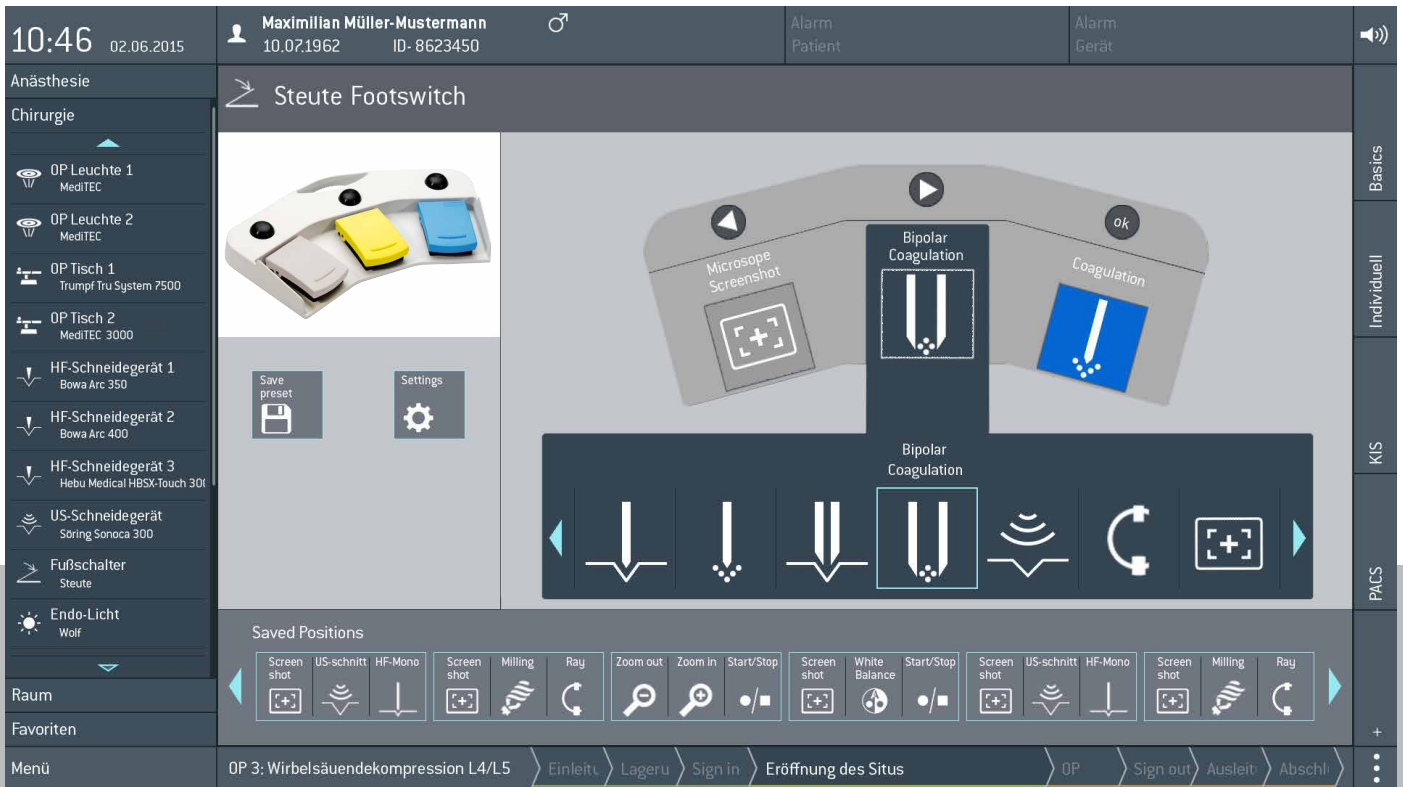 10:46 02.06.2015
Maximilian Müller-Mustermann
10.07.1962 ID- 8623450
Alarm
Patient
Alarm
Gerät
Anästhesie
Chirurgie
OP Leuchte 1
MediTEC
OP Leuchte 2
MediTEC
OP Tisch 1
Trumpf Tru System 7500
OP Tisch 2
MediTEC 3000
HF-Schneidegerät 1
Bowa Arc 350
HF-Schneidegerät 2
Bowa Arc 400
HF-Schneidegerät 3
Hebu Medical HBSX-Touch 300
US-Schneidegerät
Söring Sonoca 300
Fußschalter
Steute
Endo-Licht
Wolf
Raum
Favoriten
Menü
Steute Footswitch
Save
preset
Settings
Microsope
Screenshot
Bipolar
Coagulation
ok
Coagulation
Bipolar
Coagulation
Saved Positions
Screen
shot
US-schnitt
HF-Mono
Screen
shot
Milling
Ray
Zoom out
Zoom in
Start/Stop
Screen
shot
White
Balance
Start/Stop
Screen
shot
US-schnitt
HF-Mono
Screen
shot
Milling
Ray
Basics
Individuell
KIS
PACS
+
OP 3: Wirbelsäuendekompression L4/L5
Einleitu
Lageru
Sign in
Eröffnung des Situs
OP
Sign out
Ausleit
Abschl